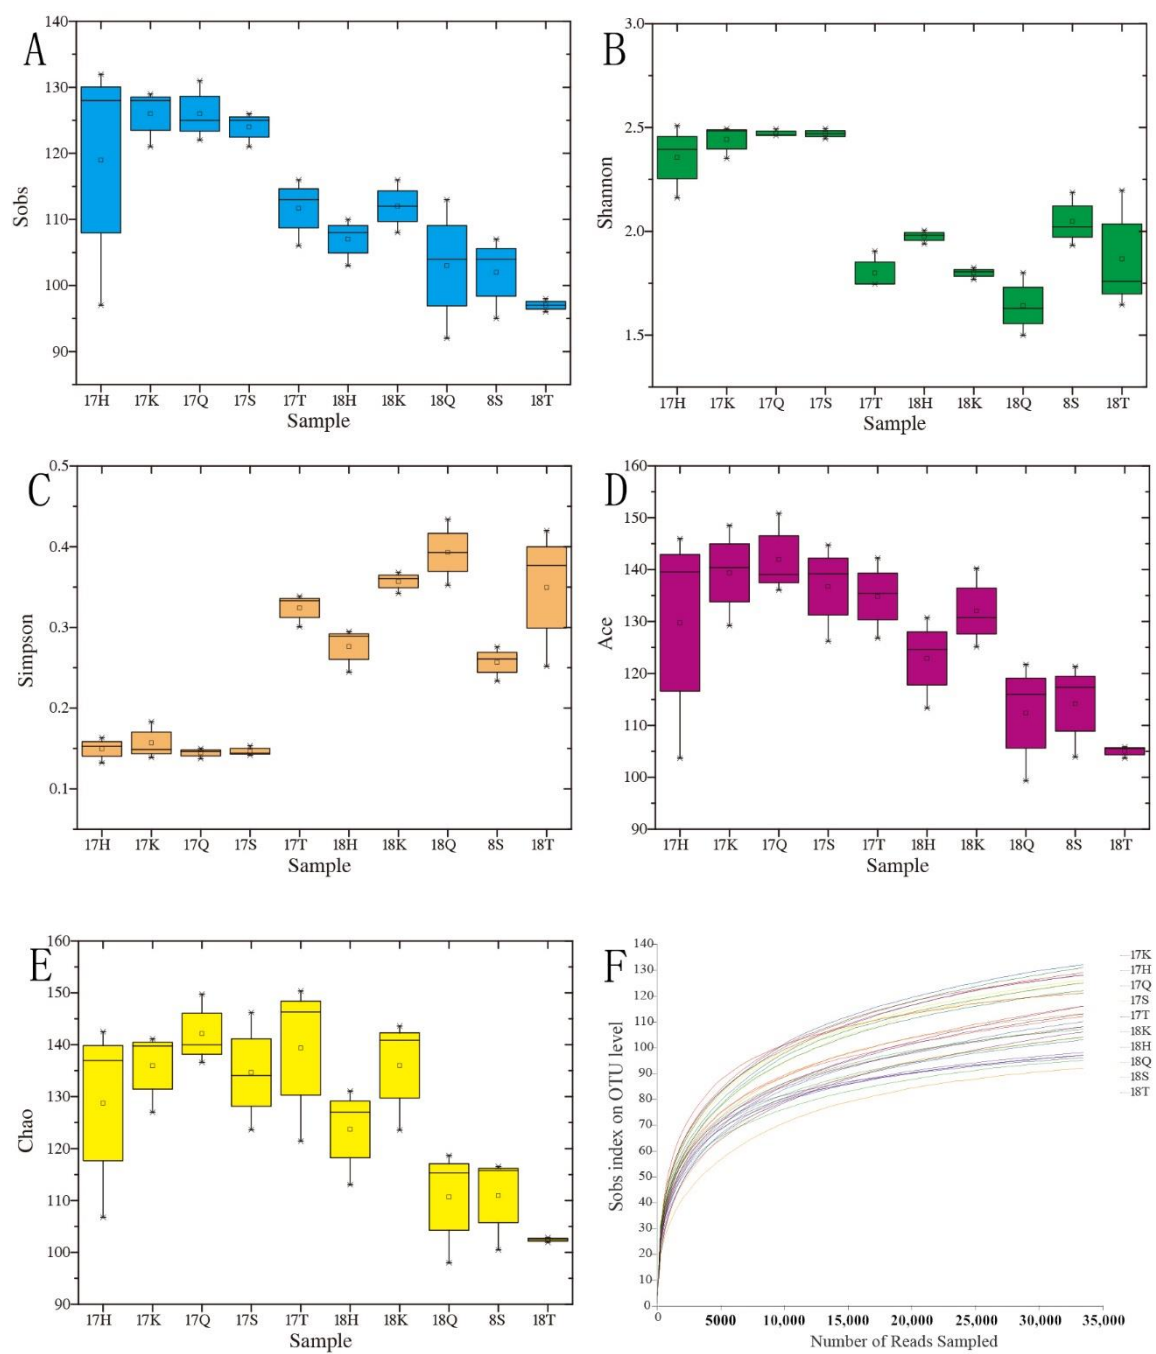 A
Sobs
140
130
120
110
100
90
17H 17K 17Q 17S 17T 18H 18K 18Q 8S 18T
Sample
B
Shannon
3.0
2.5
2.0
1.5
17H 17K 17Q 17S 17T 18H 18K 18Q 8S 18T
Sample
C
Simpson
0.5
0.4
0.3
0.2
0.1
17H 17K 17Q 17S 17T 18H 18K 18Q 8S 18T
Sample
D
Ace
160
150
140
130
120
110
100
90
17H 17K 17Q 17S 17T 18H 18K 18Q 8S 18T
Sample
E
Chao
160
150
140
130
120
110
100
90
17H 17K 17Q 17S 17T 18H 18K 18Q 8S 18T
Sample
F
Sobs index on OTU level
140
130
120
110
100
90
80
70
60
50
40
30
20
10
0
0 5000 10,000 15,000 20,000 25,000 30,000 35,000
Number of Reads Sampled
17K
17H
17Q
17S
17T
18K
18H
18Q
18S
18T